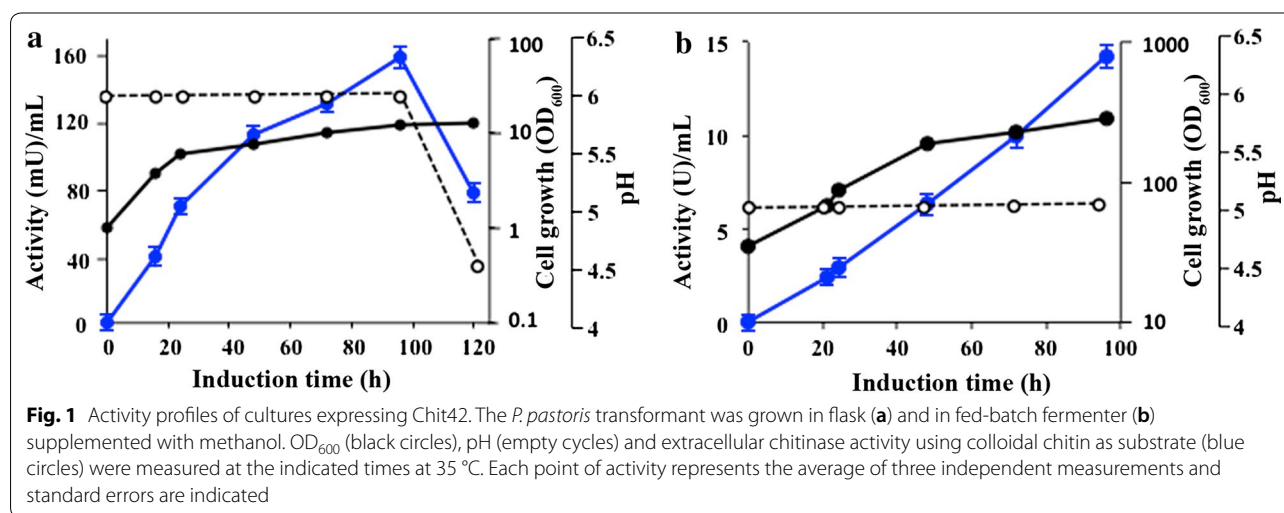 a
160
120
80
40
0
Activity (mU)/mL
0 20 40 60 80 100 120
Induction time (h)
100
10
1
0.1
Cell growth (OD600)
6.5
6
5.5
5
4.5
4
pH
b
15
10
5
0
Activity (U)/mL
0 20 40 60 80 100
Induction time (h)
1000
100
10
Cell growth (OD600)
6.5
6
5.5
5
4.5
4
pH
Fig. 1 Activity profiles of cultures expressing Chit42. The P. pastoris transformant was grown in flask (a) and in fed-batch fermenter (b)
supplemented with methanol. OD600 (black circles), pH (empty cycles) and extracellular chitinase activity using colloidal chitin as substrate (blue
circles) were measured at the indicated times at 35 °C. Each point of activity represents the average of three independent measurements and
standard errors are indicated